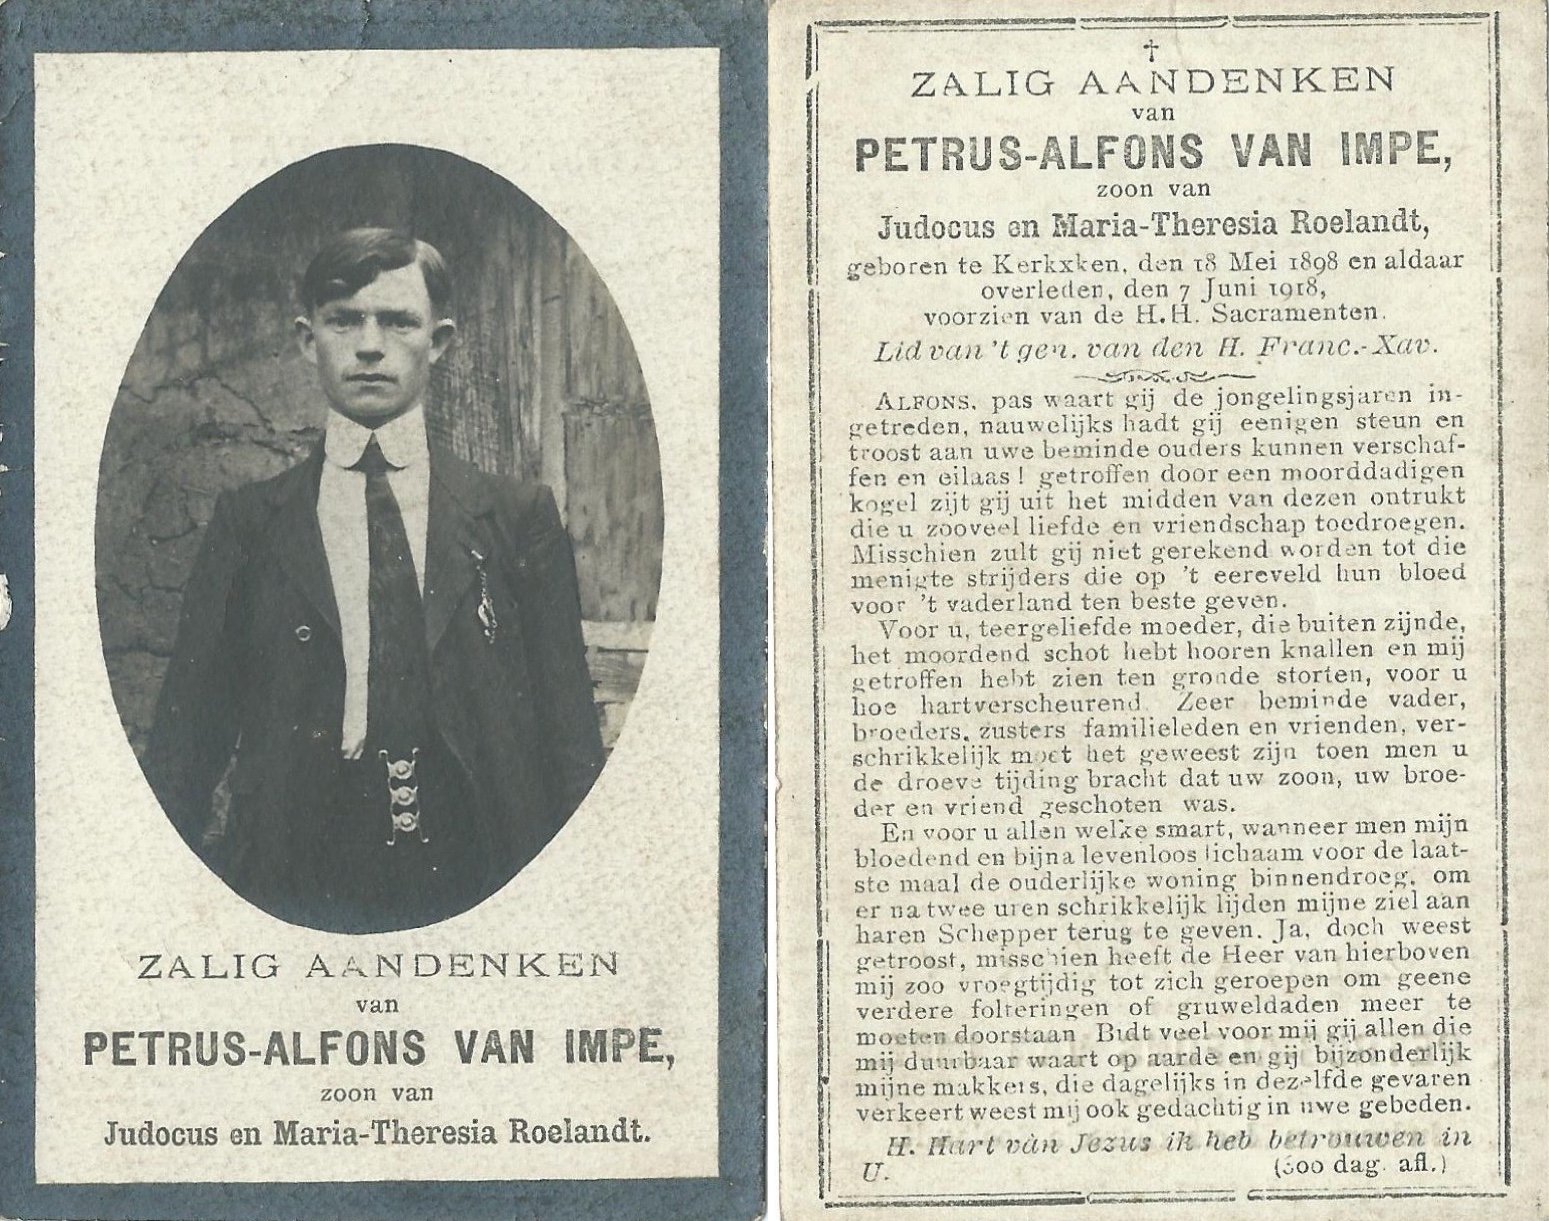 ZALIG AANDENKEN
van
PETRUS-ALFONS VAN IMPE,
zoon van
Judocus en Maria-Theresia Roelandt.
✝
ZALIG AANDENKEN
van
PETRUS-ALFONS VAN IMPE,
zoon van
Judocus en Maria-Theresia Roelandt,
geboren te Kerkxken, den 18 Mei 1898 en aldaar
overleden, den 7 Juni 1918,
voorzien van de H.H. Sacramenten.
Lid van 't gen. van den H. Franc.-Xav.
ALFONS, pas waart gij de jongelingsjaren in-
getreden, nauwelijks hadt gij eenigen steun en
troost aan uwe beminde ouders kunnen verschaf-
fen en eilaas! getroffen door een moorddadigen
kogel zijt gij uit het midden van dezen ontrukt
die u zooveel liefde en vriendschap toedroegen.
Misschien zult gij niet gerekend worden tot die
menigte strijders die op 't eereveld hun bloed
voor 't vaderland ten beste geven.
Voor u, teergeliefde moeder, die buiten zijnde,
het moordend schot hebt hooren knallen en mij
getroffen hebt zien ten gronde storten, voor u
hoe hartverscheurend. Zeer beminde vader,
broeders, zusters familieleden en vrienden, ver-
schrikkelijk moet het geweest zijn toen men u
de droeve tijding bracht dat uw zoon, uw broe-
der en vriend geschoten was.
En voor u allen welke smart, wanneer men mijn
bloedend en bijna levenloos lichaam voor de laat-
ste maal de ouderlijke woning binnendroeg, om
er na twee uren schrikkelijk lijden mijne ziel aan
haren Schepper terug te geven. Ja, doch weest
getroost, misschien heeft de Heer van hierboven
mij zoo vroegtijdig tot zich geroepen om geene
verdere folteringen of gruweldaden meer te
moeten doorstaan Bidt veel voor mij gij allen die
mij duurbaar waart op aarde en gij bijzonderlijk
mijne makkers, die dagelijks in dezelfde gevaren
verkeert weest mij ook gedachtig in uwe gebeden.
H. Hart van Jezus ik heb betrouwen in
U. (300 dag. afl.)